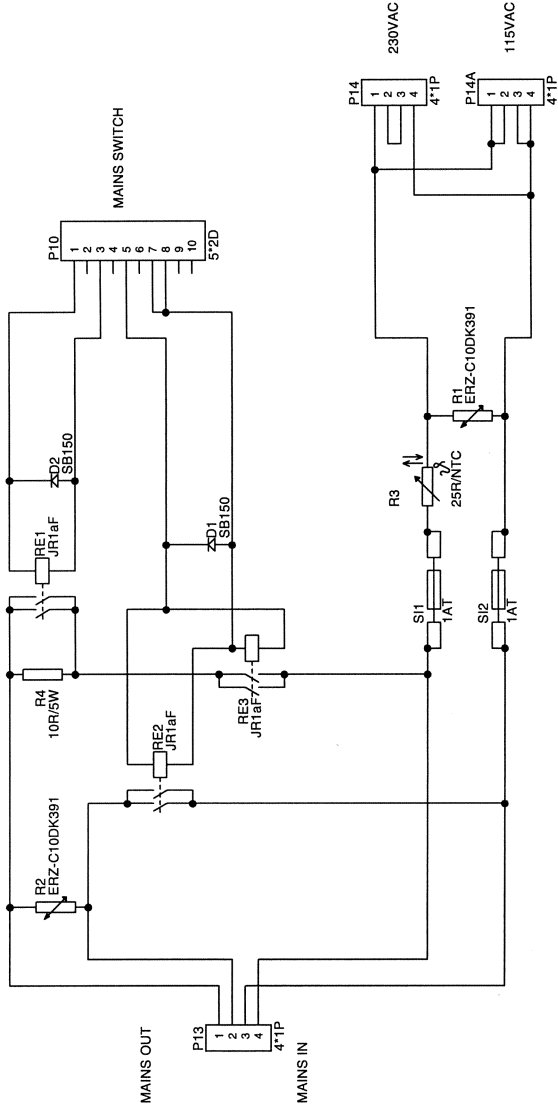 230VAC
115VAC
P14
1
2
3
4
4*1P
P14A
1
2
3
4
4*1P
MAINS SWITCH
P10
1
2
3
4
5
6
7
8
9
10
5*2D
R1
ERZ-C10DK391
D2
SB150
R3
25R/NTC
RE1
JR1aF
D1
SB150
SI1
1AT
SI2
1AT
R4
10R/5W
RE3
JR1aF
RE2
JR1aF
R2
ERZ-C10DK391
MAINS OUT
P13
1
2
3
4
4*1P
MAINS IN